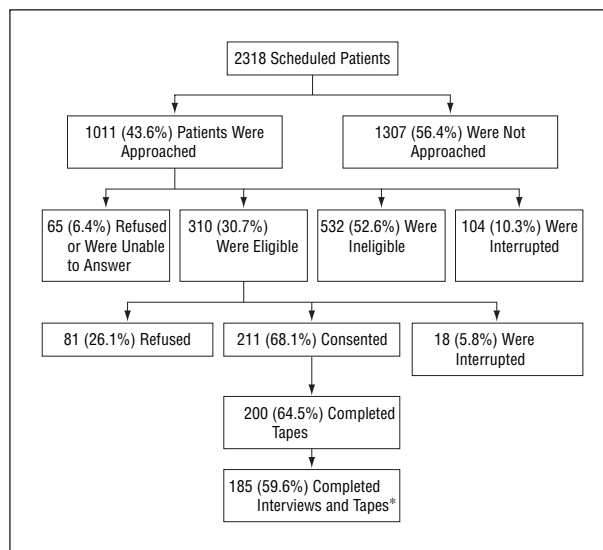 2318 Scheduled Patients
1011 (43.6%) Patients Were
Approached
1307 (56.4%) Were Not
Approached
65 (6.4%) Refused
or Were Unable
to Answer
310 (30.7%)
Were Eligible
532 (52.6%) Were
Ineligible
104 (10.3%) Were
Interrupted
81 (26.1%) Refused
211 (68.1%) Consented
18 (5.8%) Were
Interrupted
200 (64.5%) Completed
Tapes
185 (59.6%) Completed
Interviews and Tapes*